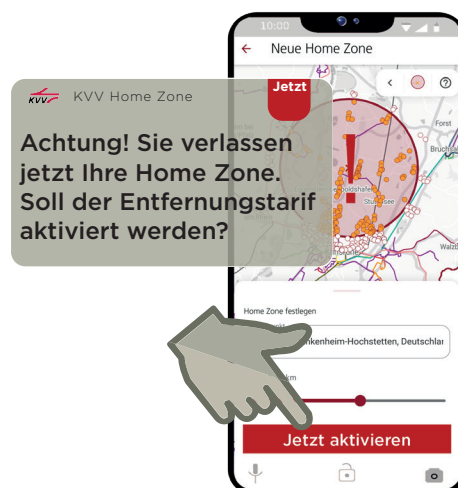 10:00
Neue Home Zone
Jetzt
KVV KVV Home Zone
Achtung! Sie verlassen
jetzt Ihre Home Zone.
Soll der Entfernungstarif
aktiviert werden?
Forst
Home Zone festlegen
nkenheim-Hochstetten, Deutschlan
km
Jetzt aktivieren